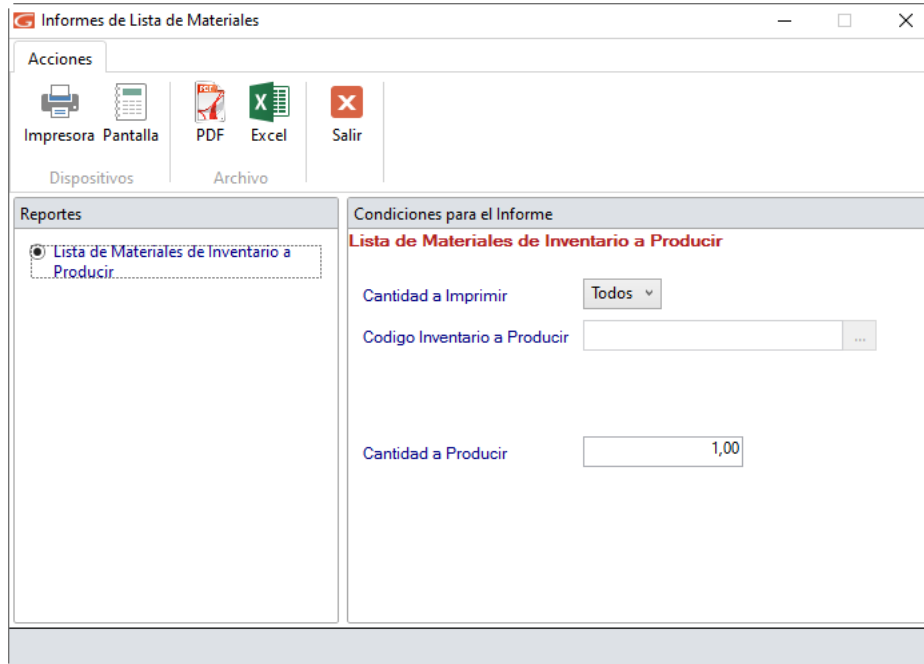 Informes de Lista de Materiales
Acciones
Impresora Pantalla PDF Excel Salir
Dispositivos Archivo
Reportes
Lista de Materiales de Inventario a
Producir
Condiciones para el Informe
Lista de Materiales de Inventario a Producir
Cantidad a Imprimir Todos
Codigo Inventario a Producir ...
Cantidad a Producir 1,00